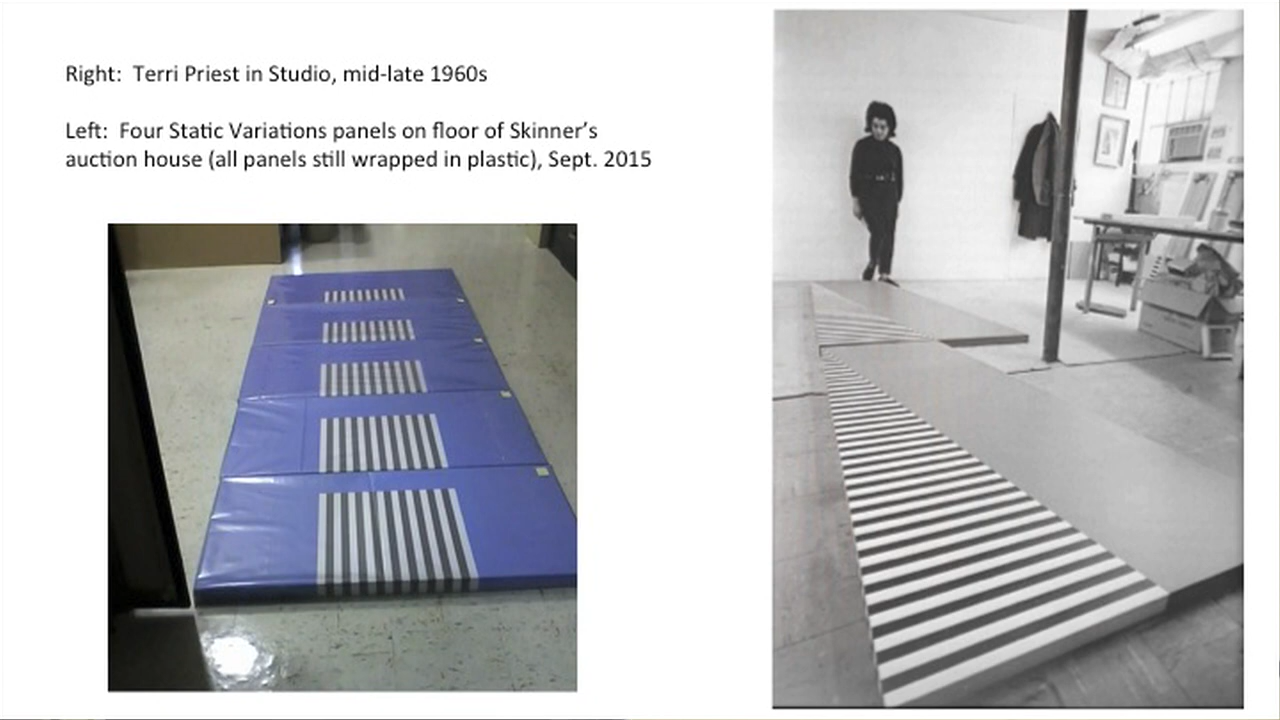 Right:  Terri Priest in Studio, mid-late 1960s
Left:  Four Static Variations panels on floor of Skinner’s
auction house (all panels still wrapped in plastic), Sept. 2015